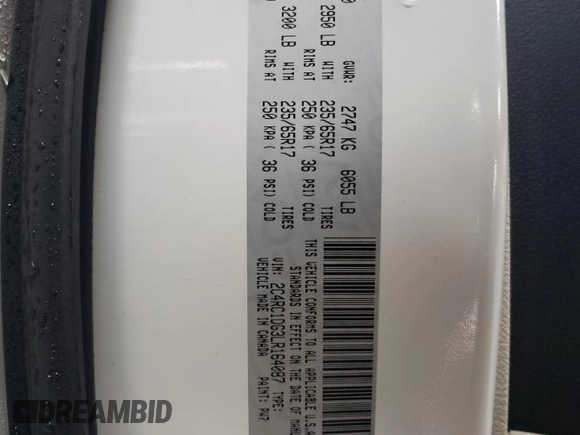 GVWR: 2747 KG 6055 LB
2950 LB WITH 235/65R17 TIRES
RIMS AT 250 KPA ( 36 PSI) COLD
3200 LB WITH 235/65R17 TIRES
RIMS AT 250 KPA ( 36 PSI) COLD
THIS VEHICLE CONFORMS TO ALL APPLICABLE U.S.A
STANDARDS IN EFFECT ON THE DATE OF
VIN: 2C4RC1DG3LR164087 TYPE:
VEHICLE MADE IN CANADA PAINT: PW7
DREAMBID